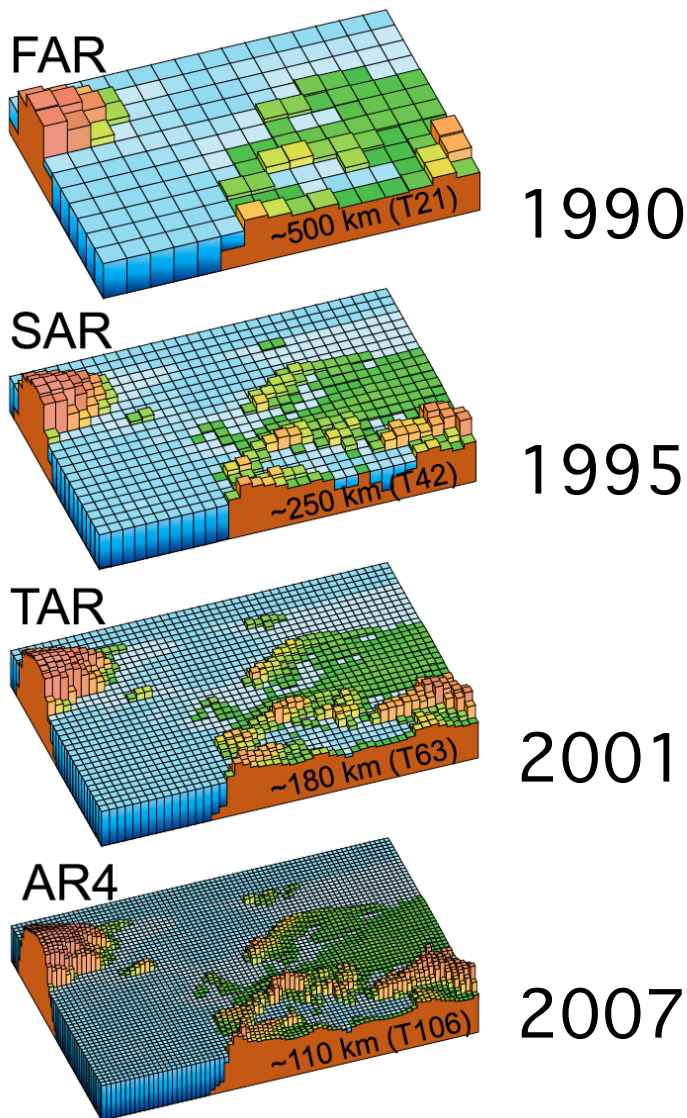 FAR
~500 km (T21)
1990
SAR
~250 km (T42)
1995
TAR
~180 km (T63)
2001
AR4
~110 km (T106)
2007